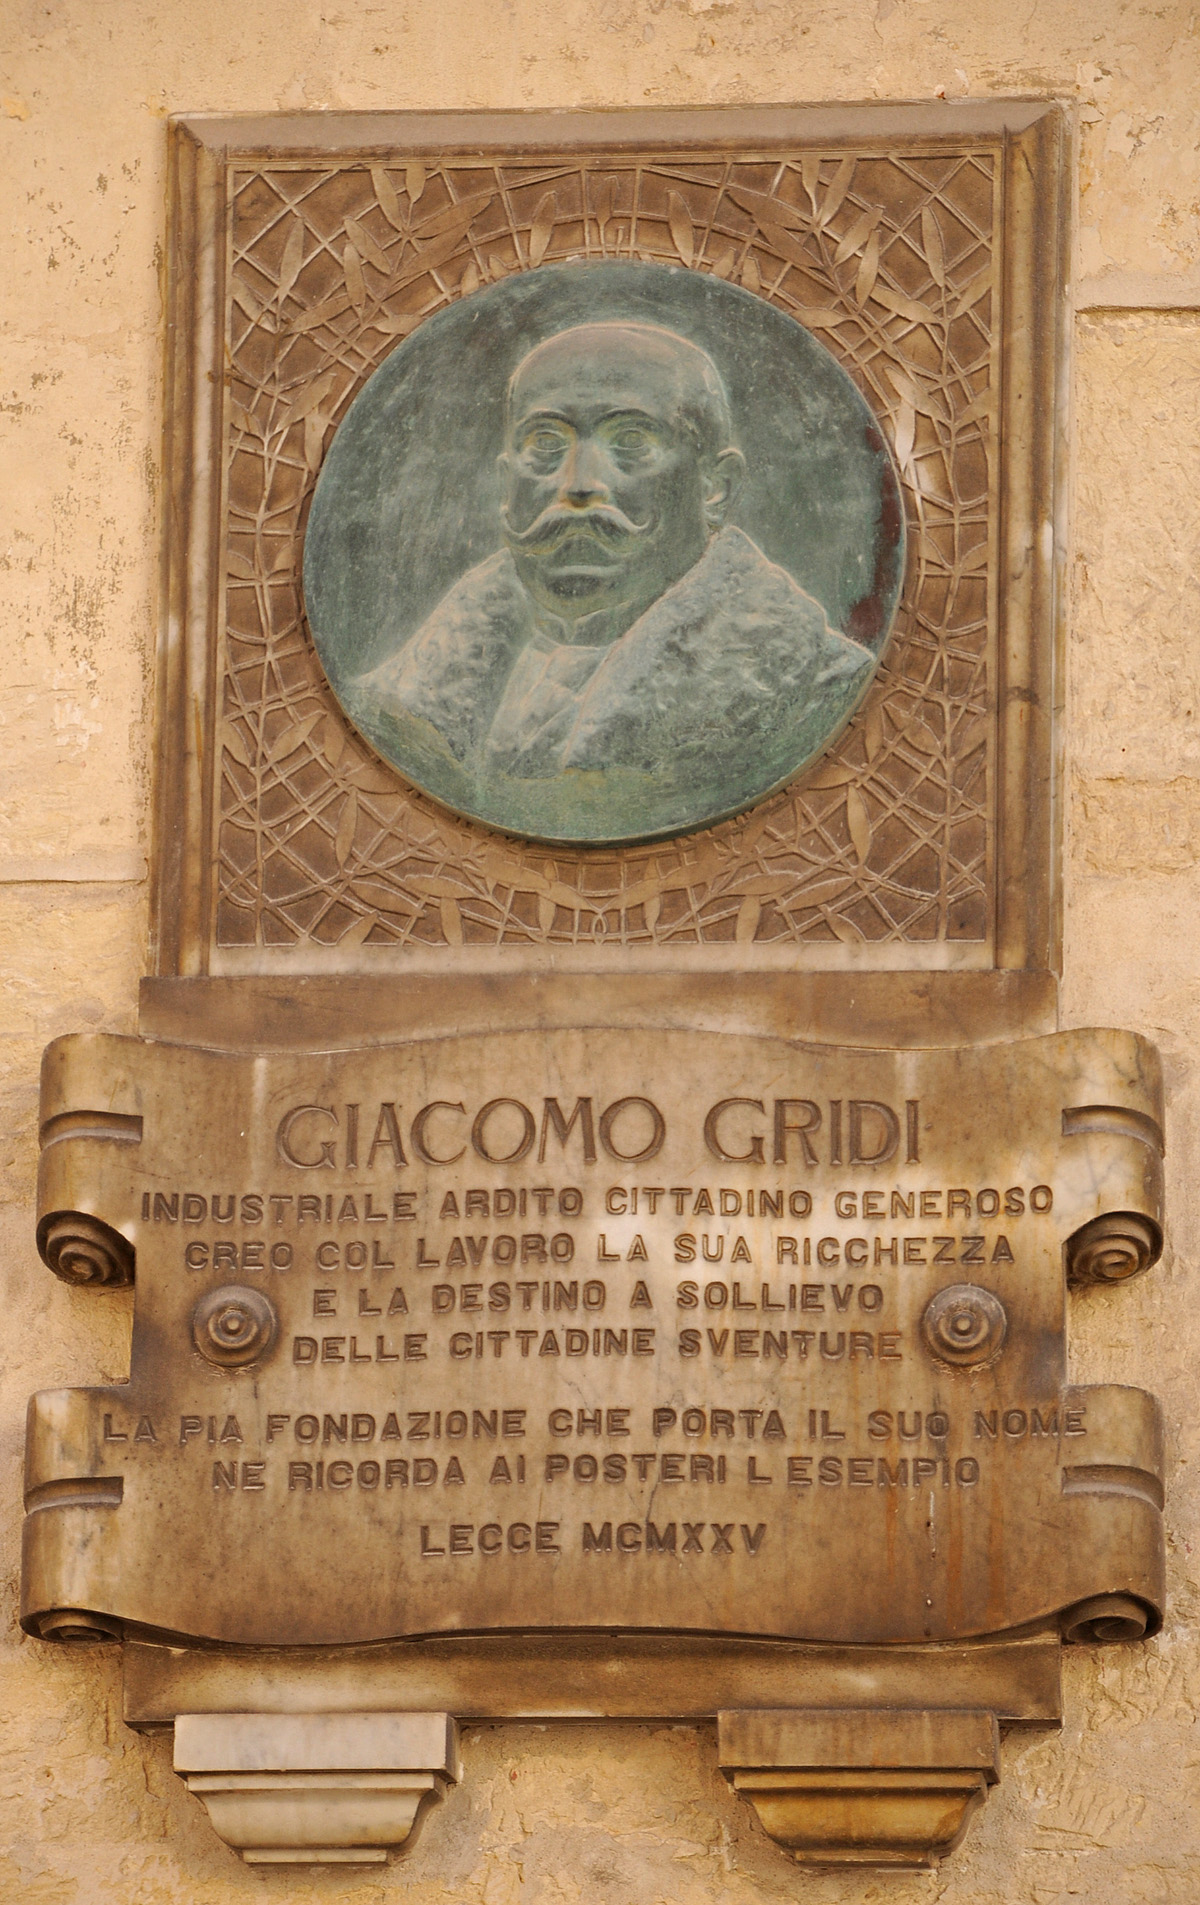 GIACOMO GRIDI
INDUSTRIALE ARDITO CITTADINO GENEROSO
CREO COL LAVORO LA SUA RICCHEZZA
E LA DESTINO A SOLLIEVO
DELLE CITTADINE SVENTURE
LA PIA FONDAZIONE CHE PORTA IL SUO NOME
NE RICORDA AI POSTERI L ESEMPIO
LECCE MCMXXV